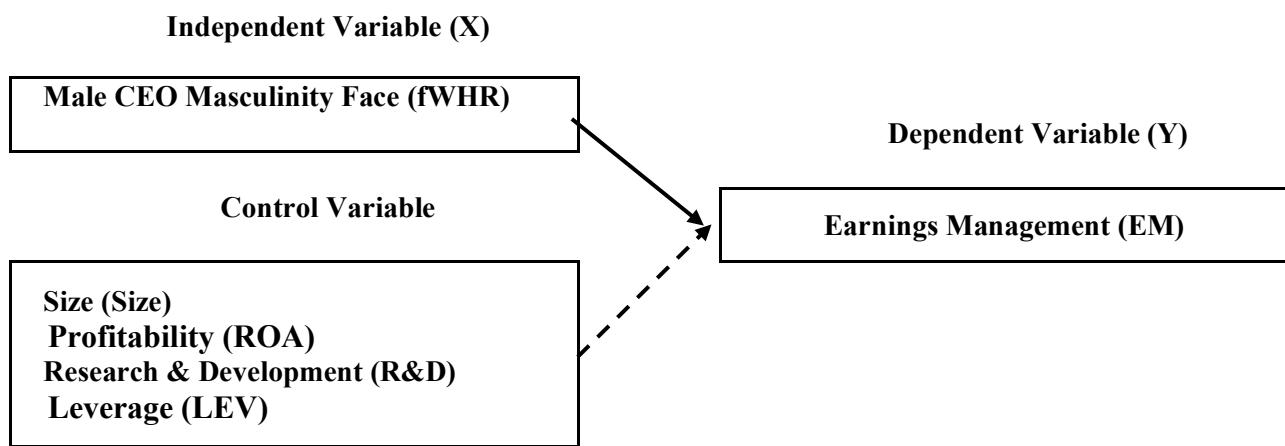 Independent Variable (X)
Male CEO Masculinity Face (fWHR)
Dependent Variable (Y)
Control Variable
Earnings Management (EM)
Size (Size)
Profitability (ROA)
Research & Development (R&D)
Leverage (LEV)